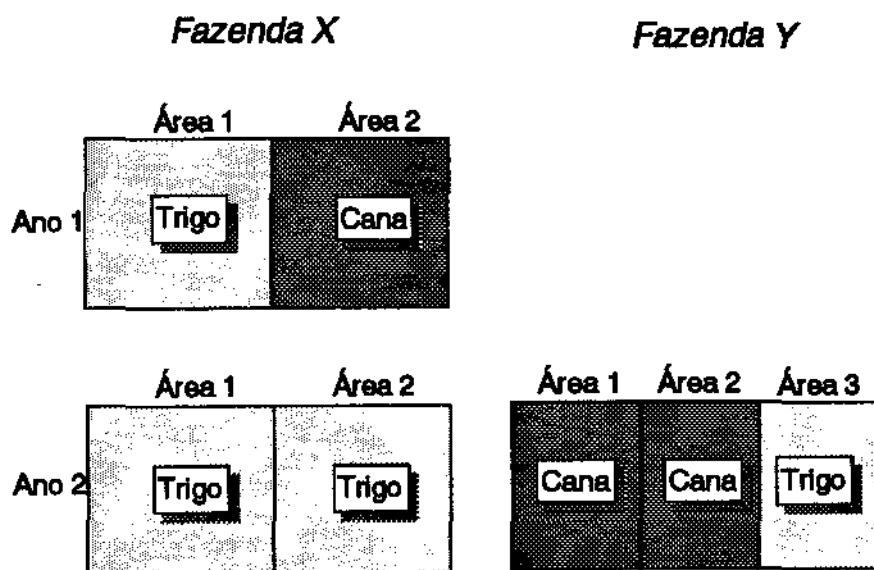 Fazenda X
Fazenda Y
Área 1 Área 2
Ano 1 Trigo Cana
Área 1 Área 2 Área 1 Área 2 Área 3
Ano 2 Trigo Trigo Cana Cana Trigo